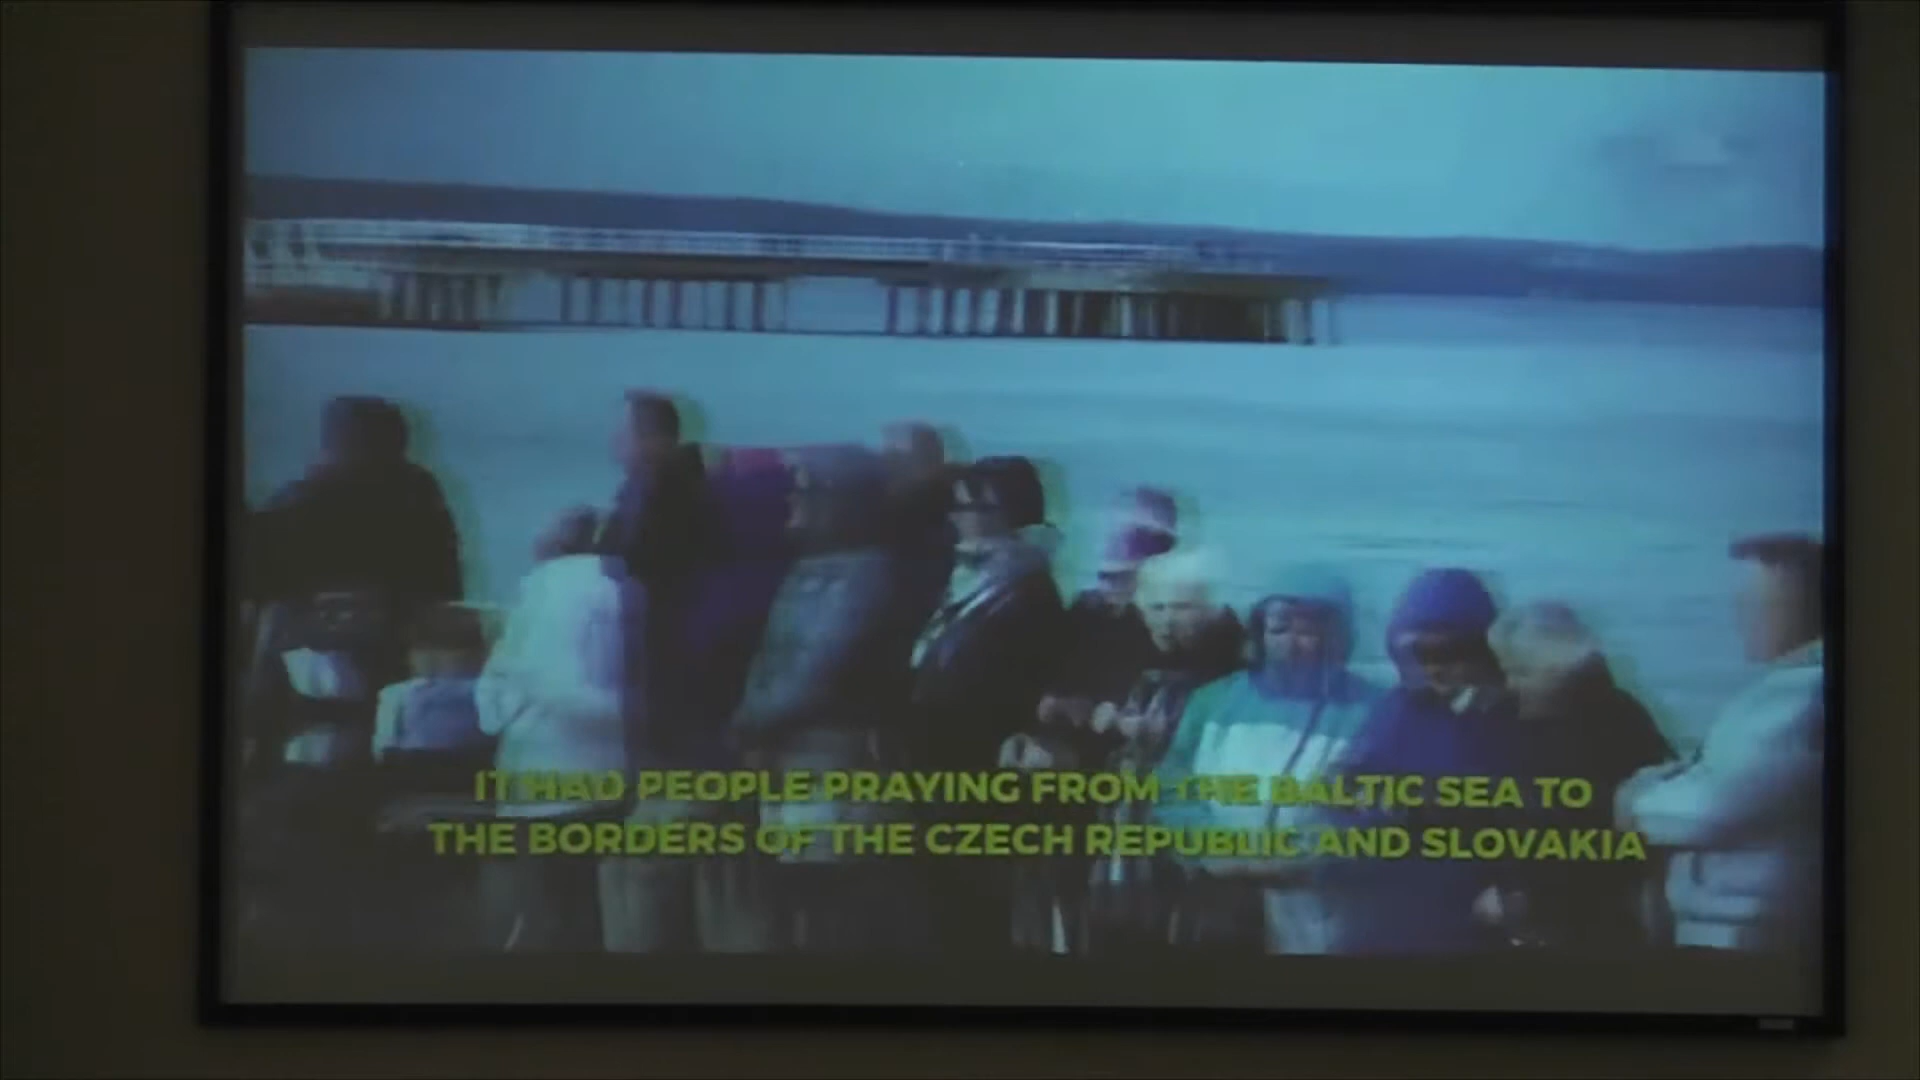 IT HAD PEOPLE PRAYING FROM THE BALTIC SEA TO
THE BORDERS OF THE CZECH REPUBLIC AND SLOVAKIA